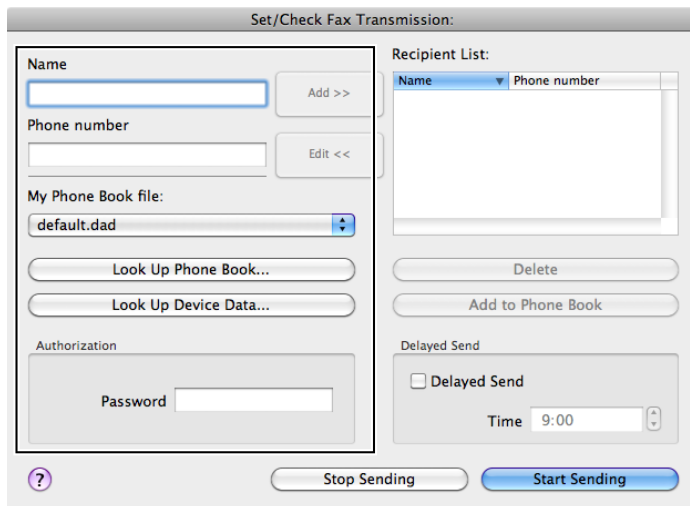 Set/Check Fax Transmission:
Name
Add >>
Phone number
Edit <<
My Phone Book file:
default.dad
Look Up Phone Book...
Look Up Device Data...
Authorization
Password
Recipient List:
Name Phone number
Delete
Add to Phone Book
Delayed Send
Delayed Send
Time 9:00
?
Stop Sending
Start Sending